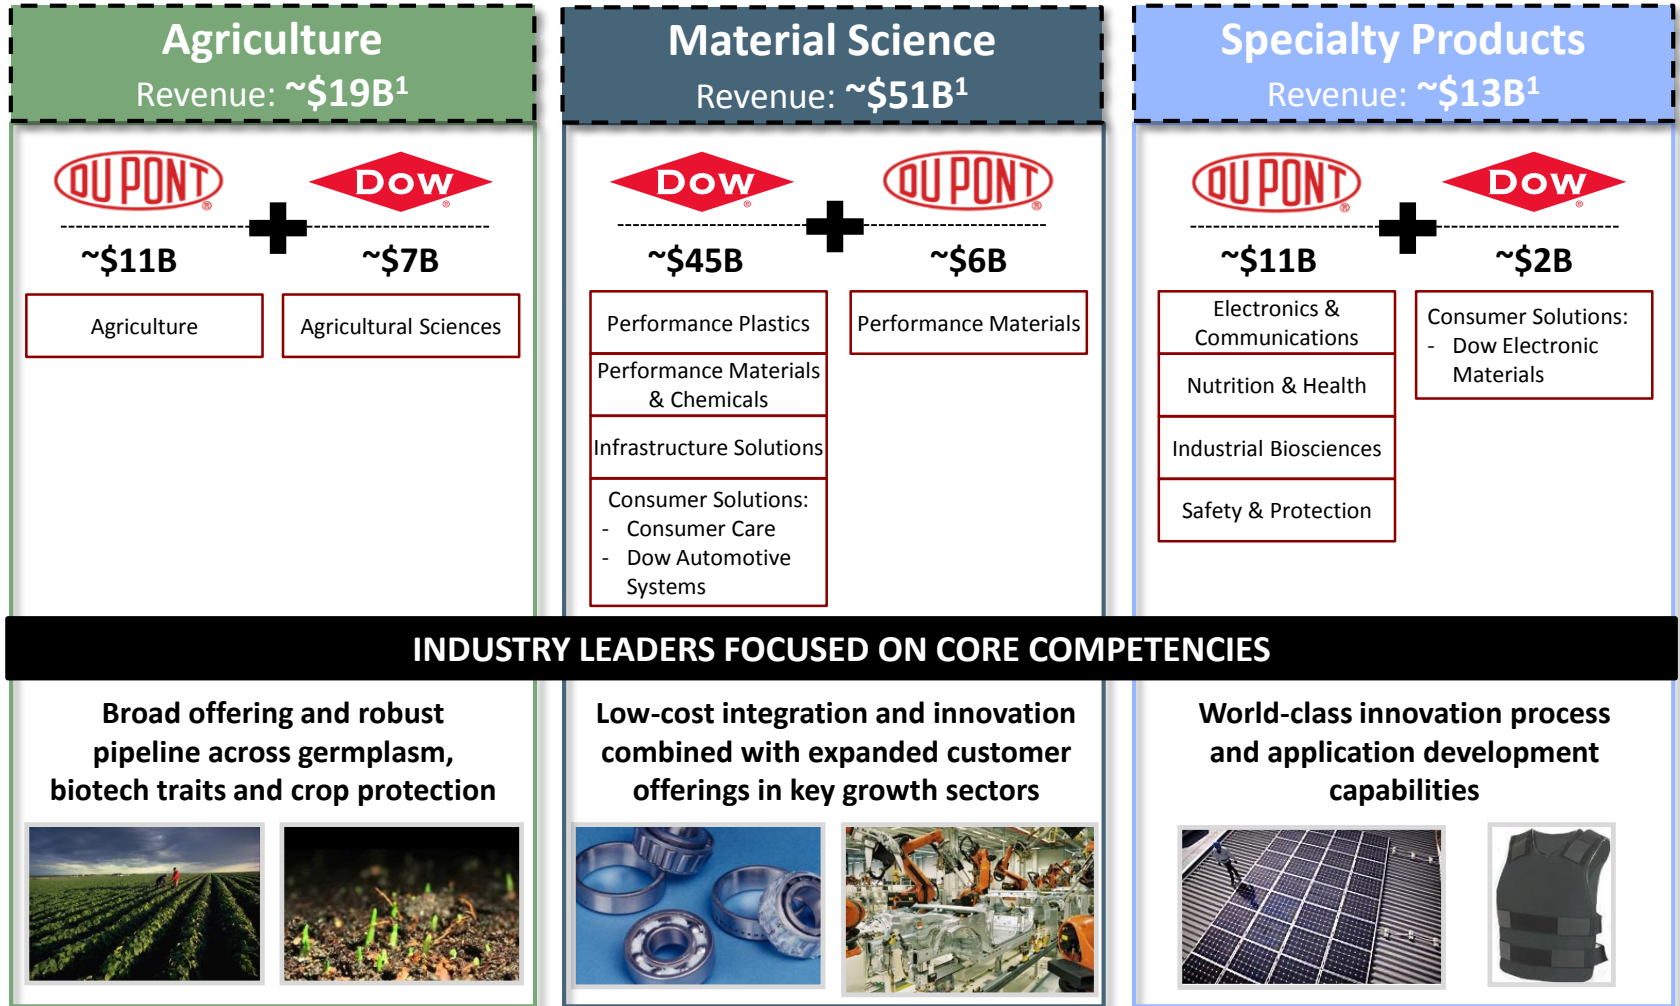 Agriculture
Revenue: ~$19B1
DUPONT®
Dow®
~$11B
~$7B
Agriculture
Agricultural Sciences
Material Science
Revenue: ~$51B1
Dow®
DUPONT®
~$45B
~$6B
Performance Plastics
Performance Materials
& Chemicals
Infrastructure Solutions
Consumer Solutions:
- Consumer Care
- Dow Automotive
Systems
Performance Materials
Specialty Products
Revenue: ~$13B1
DUPONT®
Dow®
~$11B
~$2B
Electronics &
Communications
Nutrition & Health
Industrial Biosciences
Safety & Protection
Consumer Solutions:
- Dow Electronic
Materials
INDUSTRY LEADERS FOCUSED ON CORE COMPETENCIES
Broad offering and robust
pipeline across germplasm,
biotech traits and crop protection
Low-cost integration and innovation
combined with expanded customer
offerings in key growth sectors
World-class innovation process
and application development
capabilities